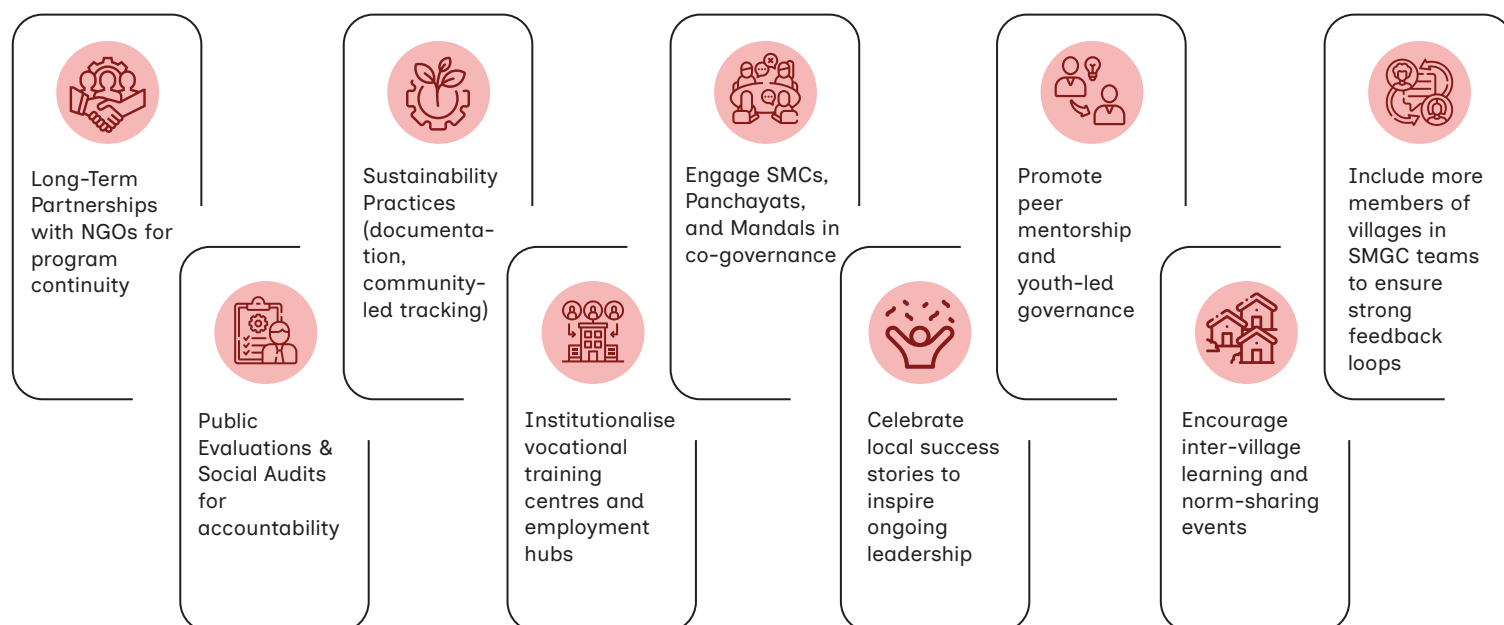 Long-Term
Partnerships
with NGOs for
program
continuity
Public
Evaluations &
Social Audits
for
accountability
Sustainability
Practices
(documenta-
tion,
community-
led tracking)
Institutionalise
vocational
training
centres and
employment
hubs
Engage SMCs,
Panchayats,
and Mandals in
co-governance
Celebrate
local success
stories to
inspire
ongoing
leadership
Promote
peer
mentorship
and
youth-led
governance
Encourage
inter-village
learning and
norm-sharing
events
Include more
members of
villages in
SMGC teams
to ensure
strong
feedback
loops